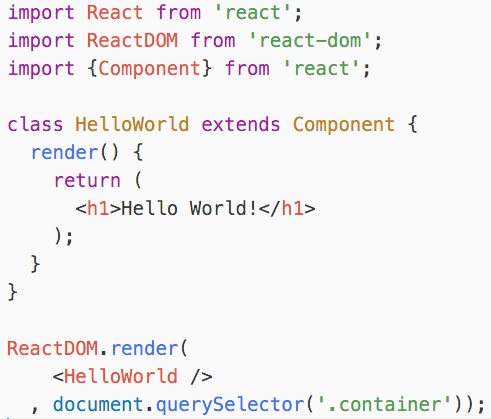 import React from 'react';
import ReactDOM from 'react-dom';
import {Component} from 'react';

class HelloWorld extends Component {
  render() {
    return (
      <h1>Hello World!</h1>
    );
  }
}

ReactDOM.render(
    <HelloWorld />
  , document.querySelector('.container'));